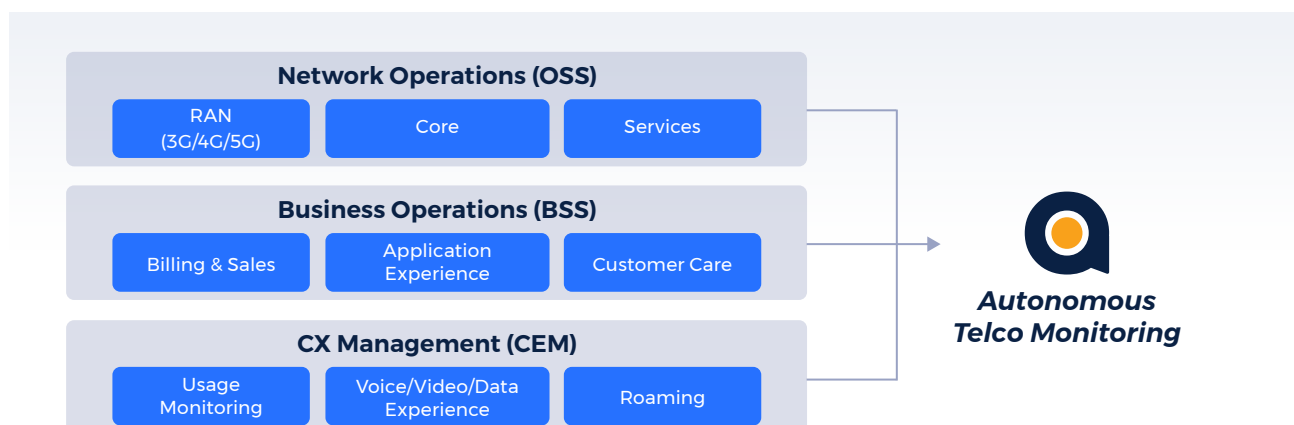 Network Operations (OSS)
RAN
(3G/4G/5G)
Core
Services
Business Operations (BSS)
Billing & Sales
Application
Experience
Customer Care
CX Management (CEM)
Usage
Monitoring
Voice/Video/Data
Experience
Roaming
Autonomous
Telco Monitoring